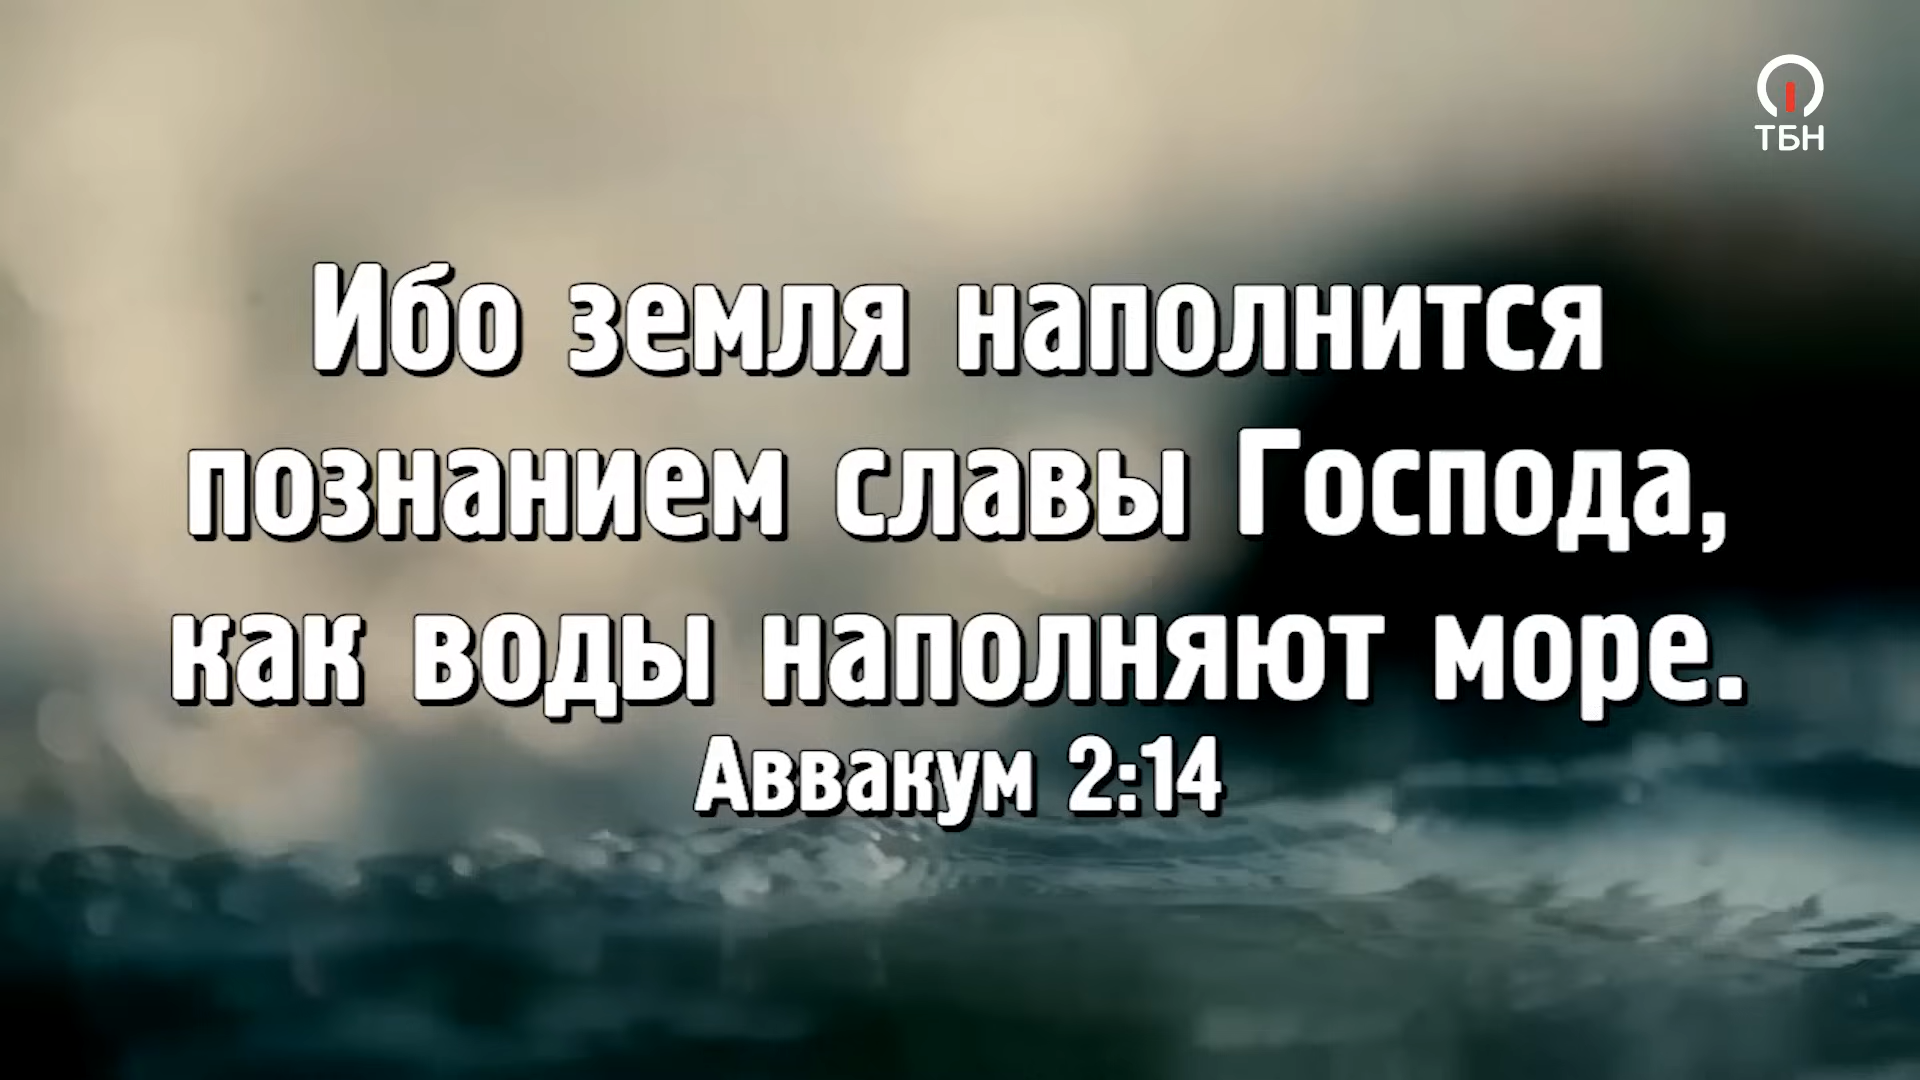 ТБН
Ибо земля наполнится
познанием славы Господа,
как воды наполняют море.
Аввакум 2:14